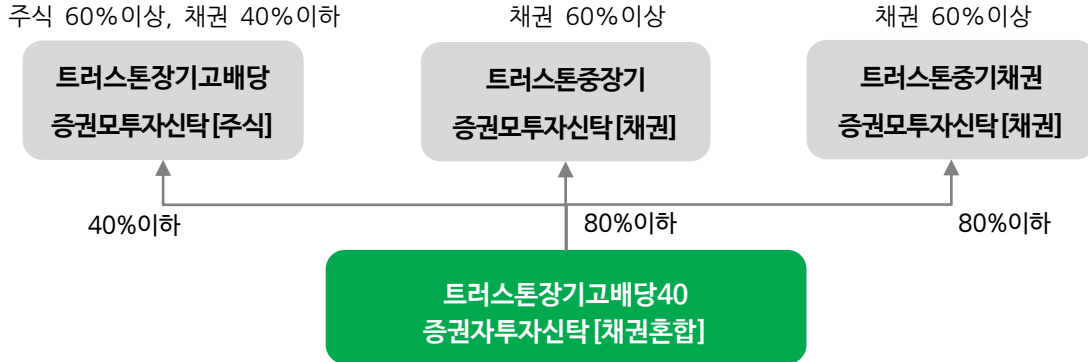 주식 60%이상, 채권 40%이하
채권 60%이상
채권 60%이상
트러스톤장기고배당
증권모투자신탁[주식]
트러스톤중장기
증권모투자신탁[채권]
트러스톤중기채권
증권모투자신탁[채권]
40%이하
80%이하
80%이하
트러스톤장기고배당40
증권자투자신탁[채권혼합]